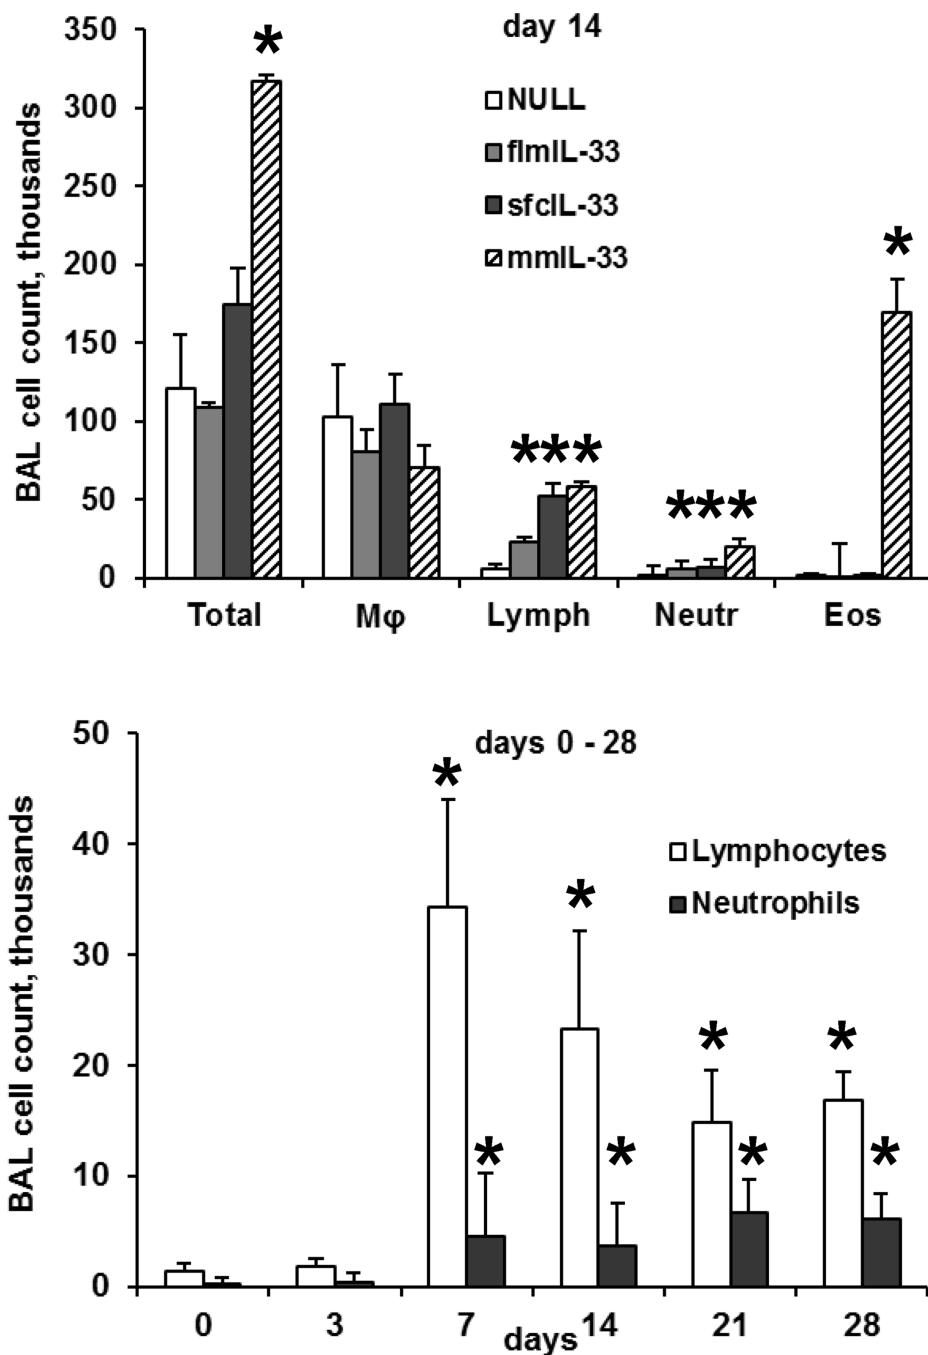 day 14
BAL cell count, thousands
350
300
250
200
150
100
50
0
NULL
flmIL-33
sfcIL-33
mmIL-33
*
*
***
***
Total Mφ Lymph Neutr Eos
days 0 - 28
BAL cell count, thousands
50
40
30
20
10
0
Lymphocytes
Neutrophils
*
*
* *
* * * *
0 3 7 14 21 28
days